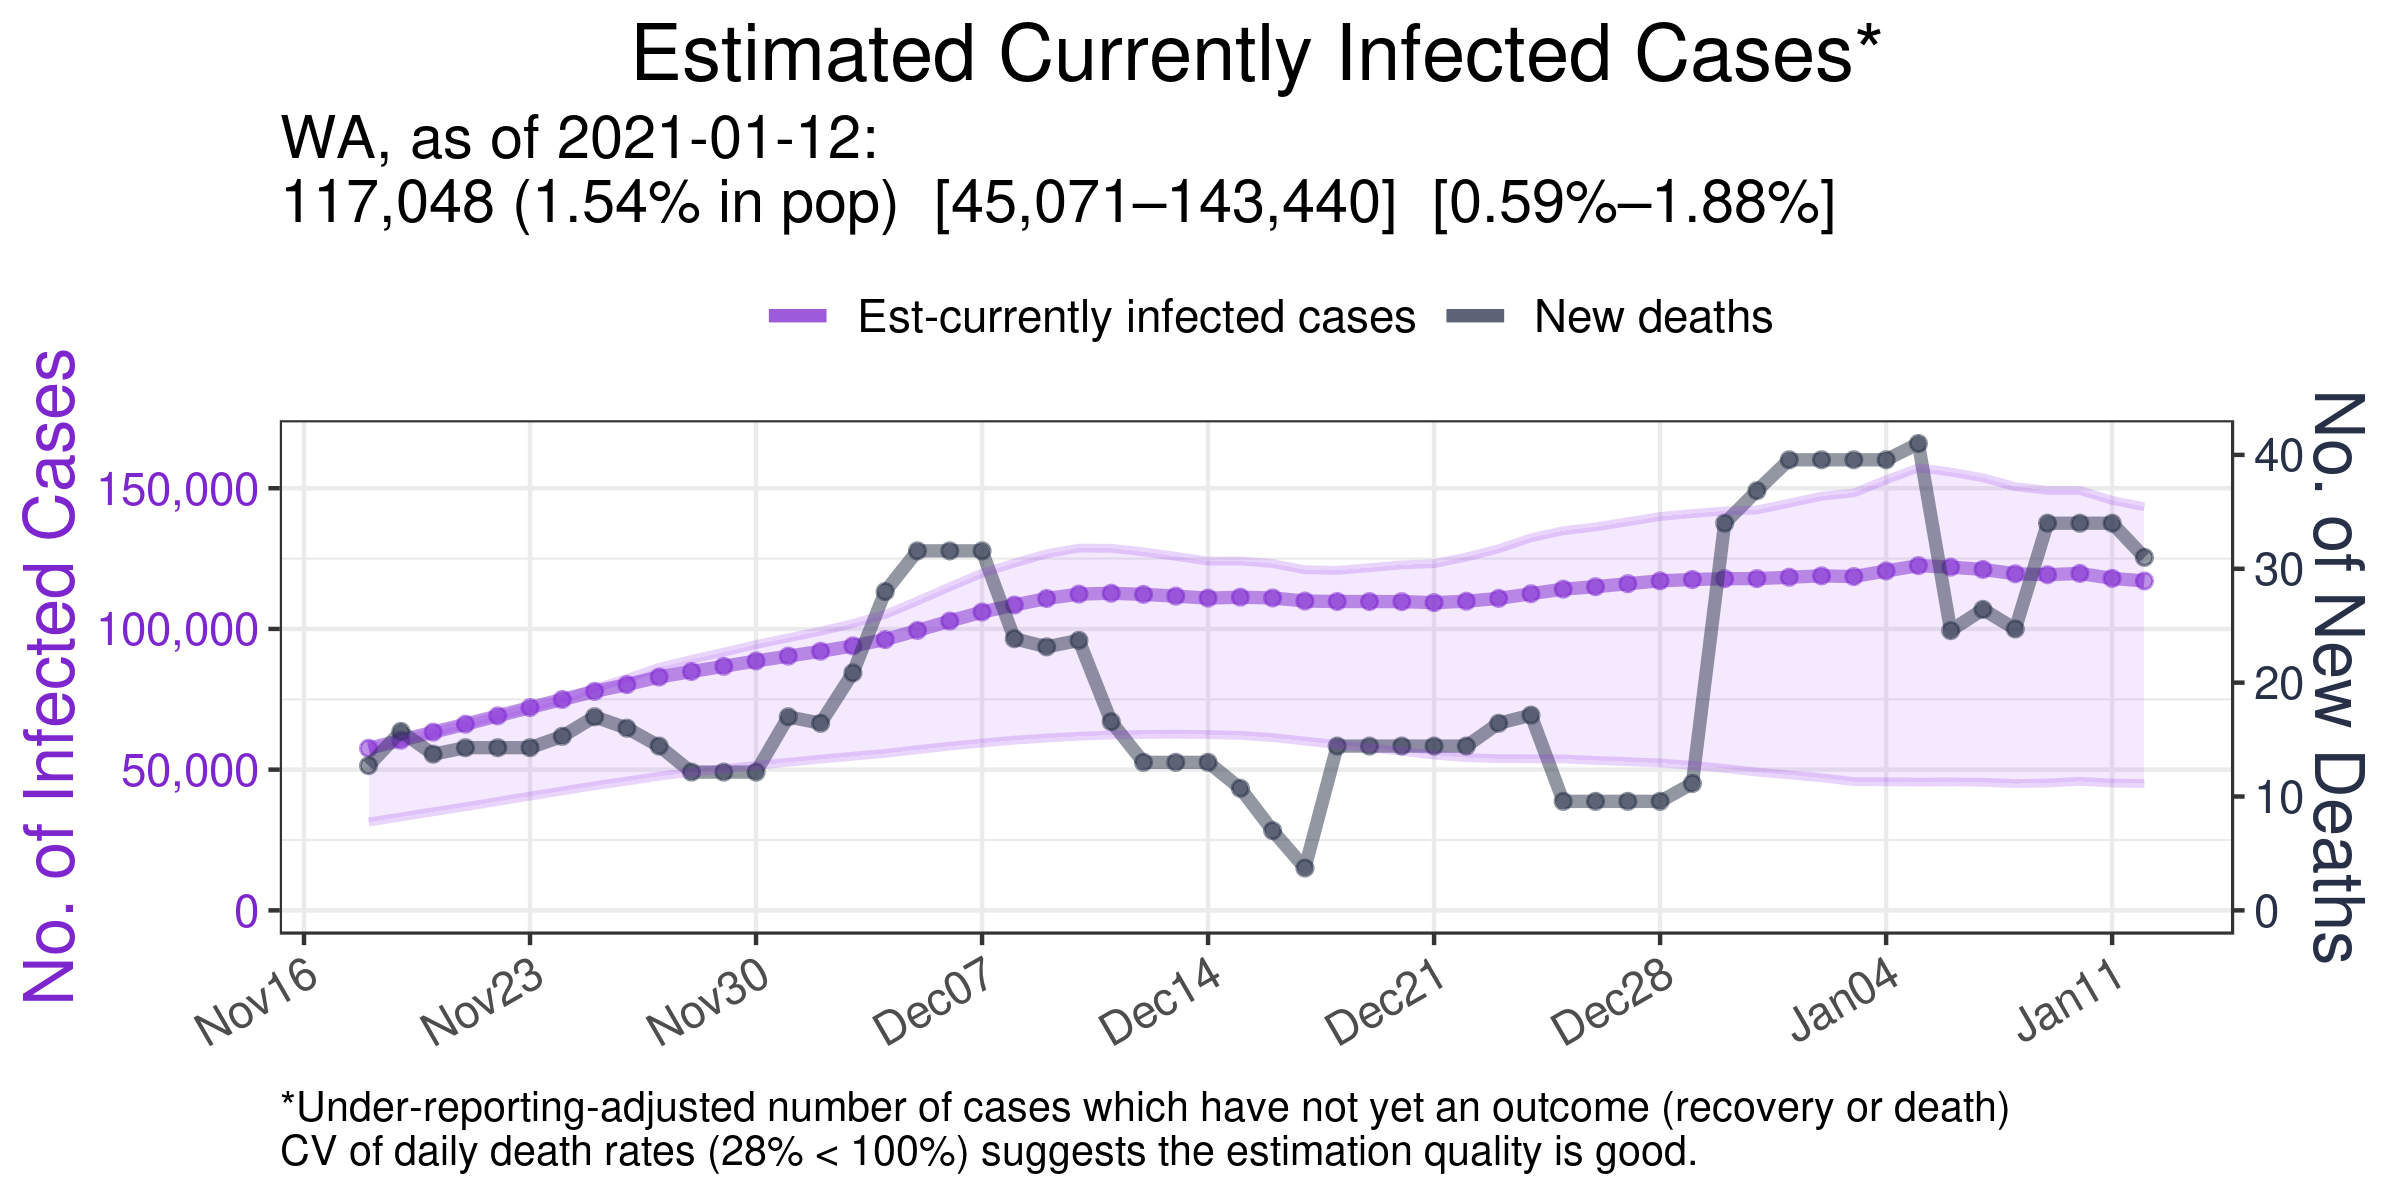 Estimated Currently Infected Cases*
WA, as of 2021-01-12:
117,048 (1.54% in pop)  [45,071–143,440]  [0.59%–1.88%]
Est-currently infected cases
New deaths
No. of Infected Cases
150,000
100,000
50,000
0
40
30
20
10
0
No. of New Deaths
Nov16
Nov23
Nov30
Dec07
Dec14
Dec21
Dec28
Jan04
Jan11
*Under-reporting-adjusted number of cases which have not yet an outcome (recovery or death)
CV of daily death rates (28% < 100%) suggests the estimation quality is good.